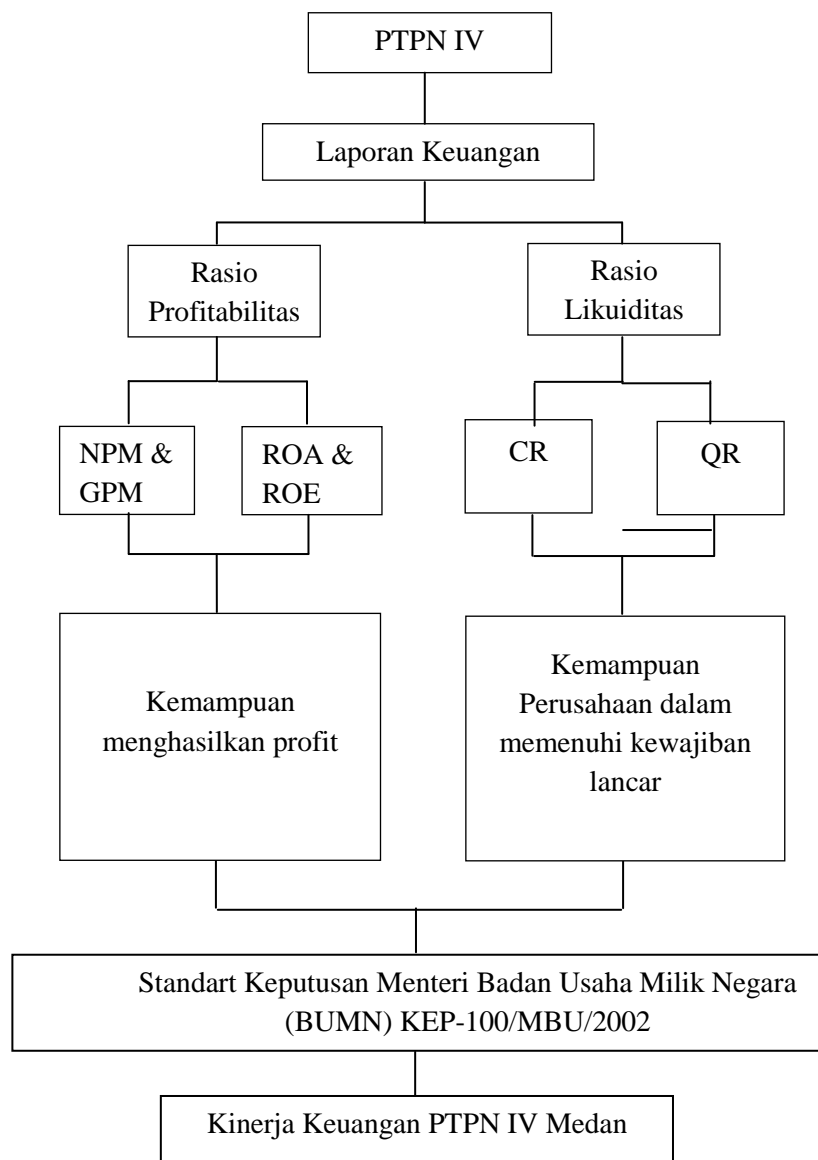 PTPN IV
Laporan Keuangan
Rasio
Profitabilitas
Rasio
Likuiditas
NPM &
GPM
ROA &
ROE
CR
QR
Kemampuan
menghasilkan profit
Kemampuan
Perusahaan dalam
memenuhi kewajiban
lancar
Standart Keputusan Menteri Badan Usaha Milik Negara
(BUMN) KEP-100/MBU/2002
Kinerja Keuangan PTPN IV Medan